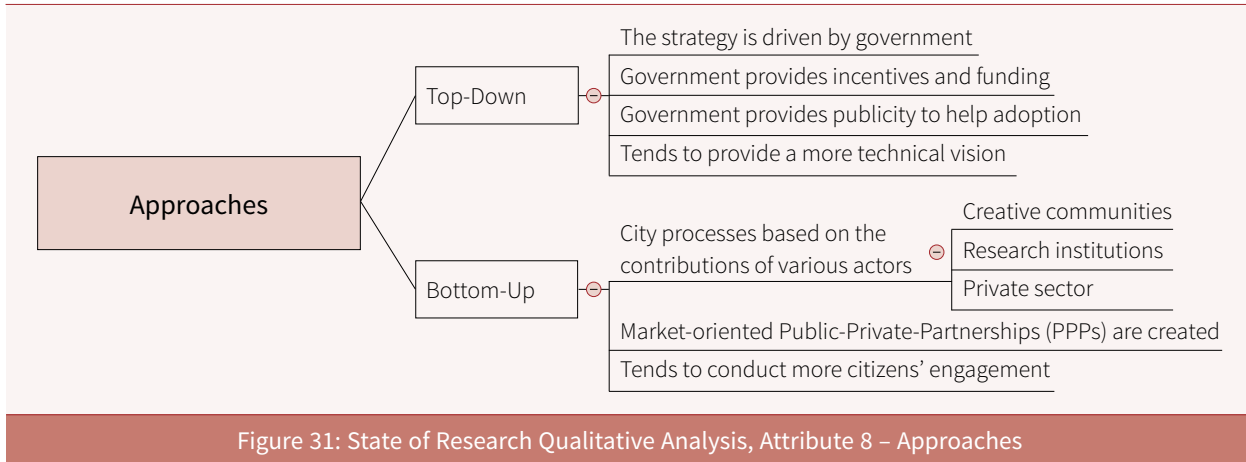 Approaches
Top-Down
The strategy is driven by government
Government provides incentives and funding
Government provides publicity to help adoption
Tends to provide a more technical vision
Bottom-Up
City processes based on the
contributions of various actors
Creative communities
Research institutions
Private sector
Market-oriented Public-Private-Partnerships (PPPs) are created
Tends to conduct more citizens’ engagement
Figure 31: State of Research Qualitative Analysis, Attribute 8 – Approaches